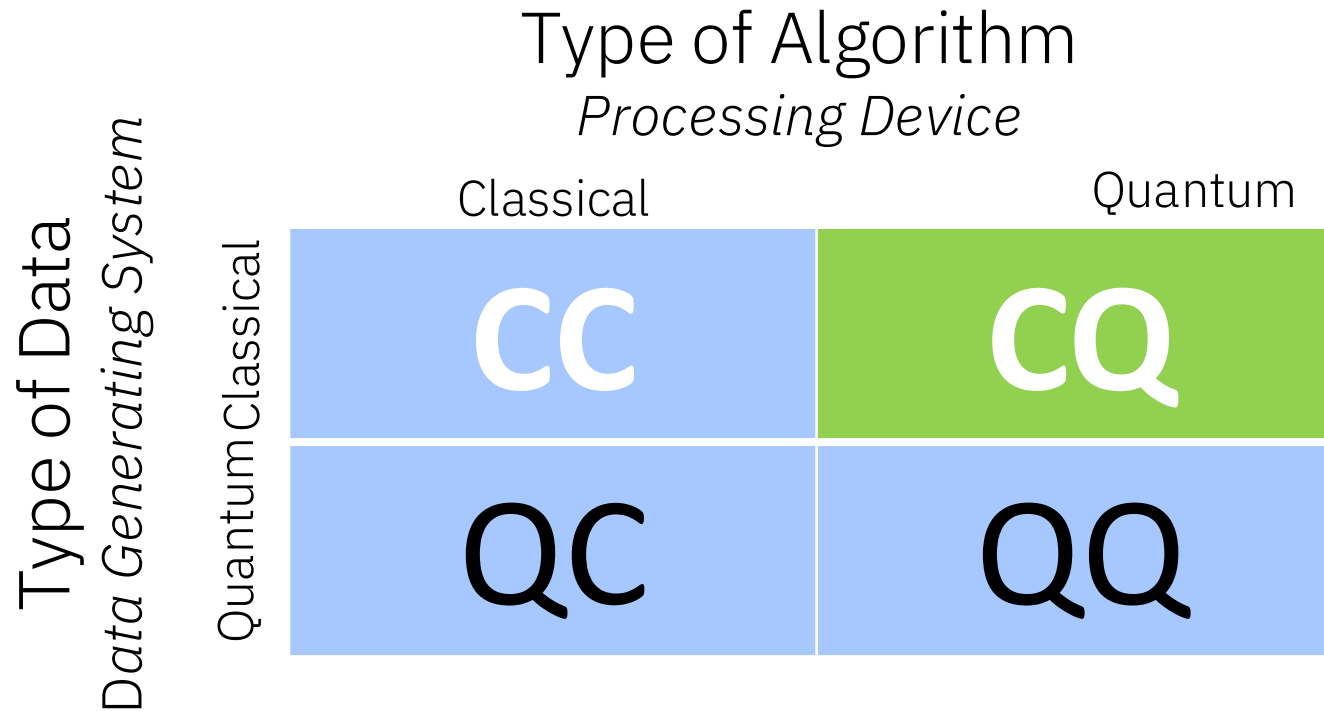 Type of Algorithm
Processing Device
Classical
Quantum
Type of Data
Data Generating System
Classical
Quantum
CC
CQ
QC
QQ